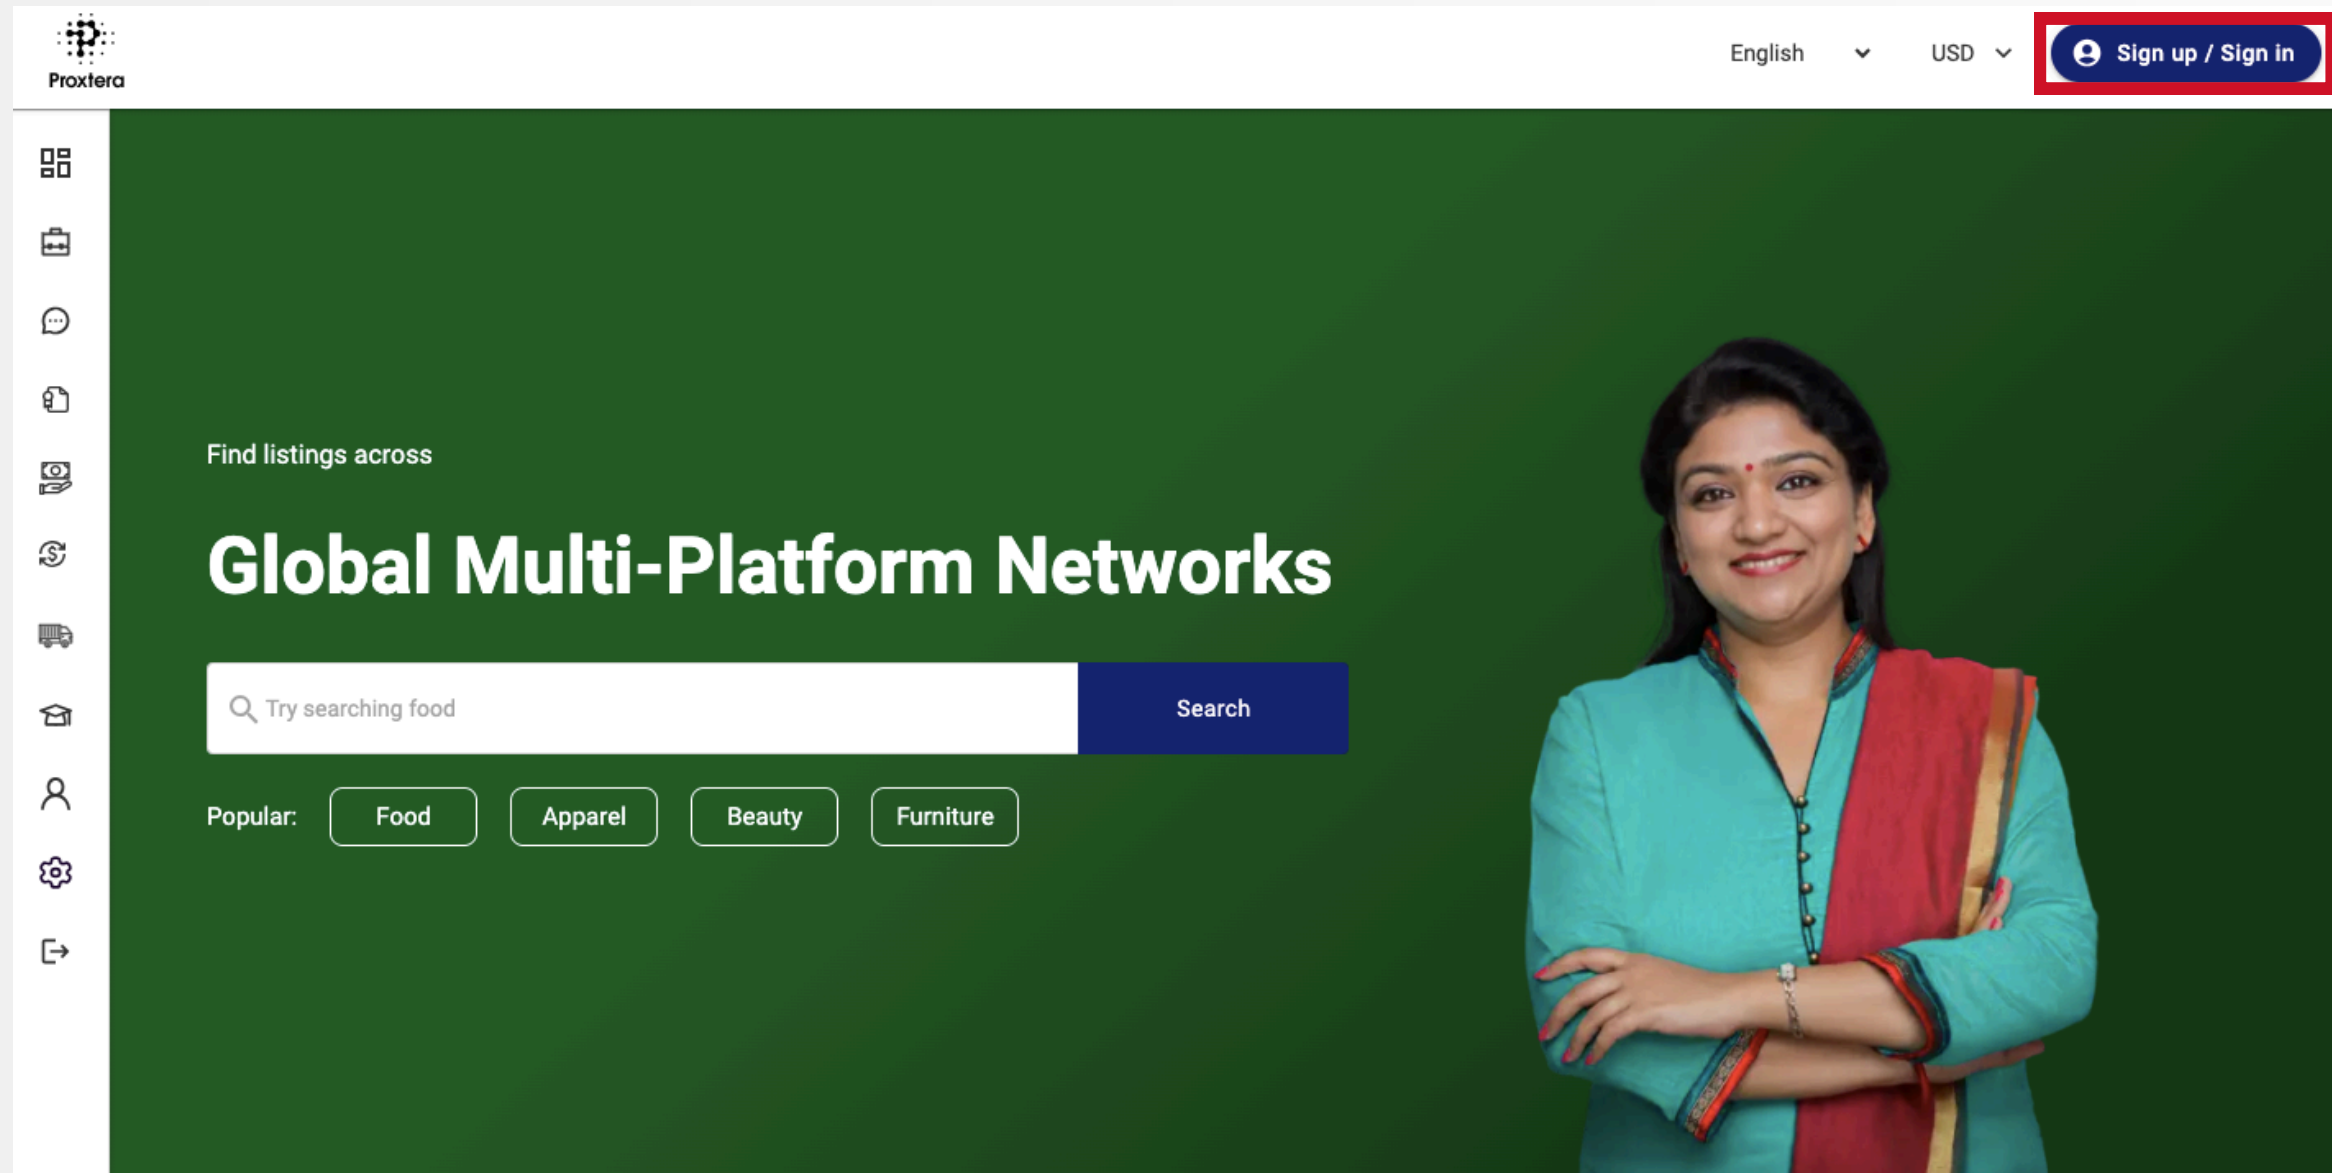 Proxtera
English
USD
Sign up / Sign in
Find listings across
Global Multi-Platform Networks
Try searching food
Search
Popular:
Food
Apparel
Beauty
Furniture